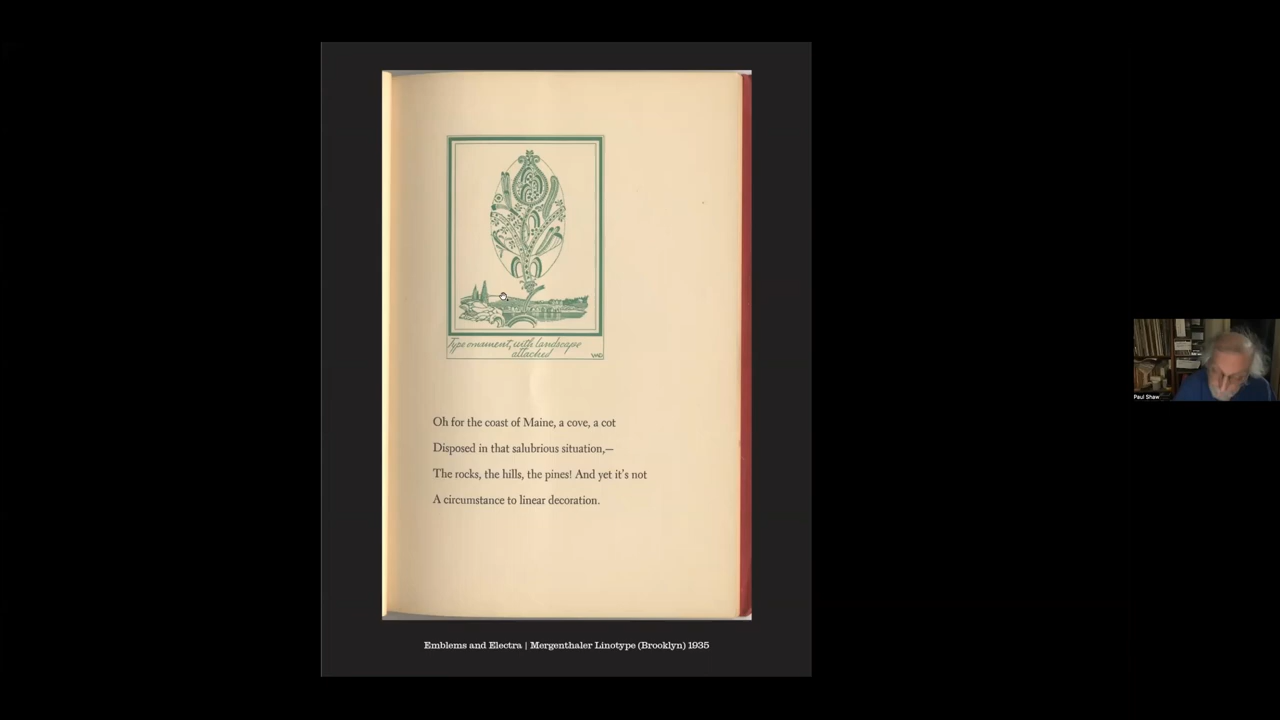 Type ornament, with landscape
attached
WAD
Oh for the coast of Maine, a cove, a cot
Disposed in that salubrious situation,—
The rocks, the hills, the pines! And yet it's not
A circumstance to linear decoration.
Emblems and Electra | Mergenthaler Linotype (Brooklyn) 1935
Paul Shaw